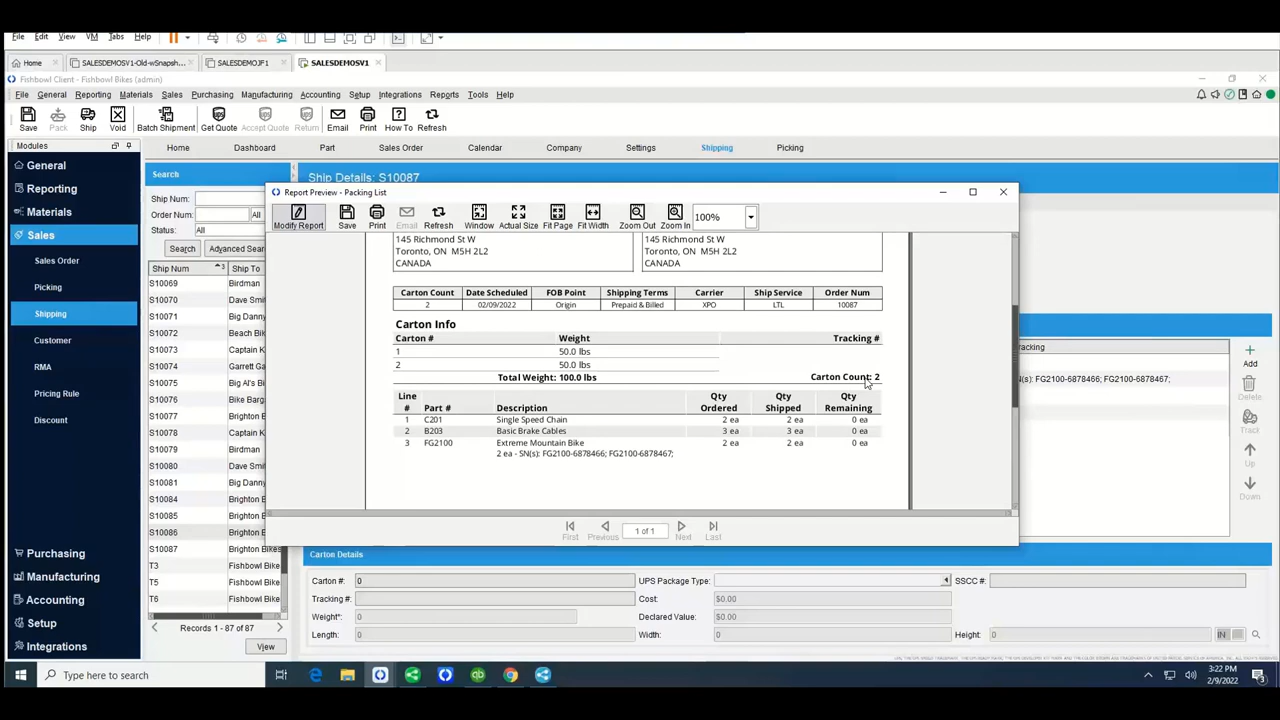 File Edit View VM Tabs Help
Home SALESDEMOSV1-Old-wSnapsh... SALESDEMOJF1 SALESDEMOSV1
Fishbowl Client - Fishbowl Bikes (admin)
File General Reporting Materials Sales Purchasing Manufacturing Accounting Setup Integrations Reports Tools Help
Save Pack Ship Void Batch Shipment Get Quote Accept Quote Return Email Print How To Refresh
Modules
Home Dashboard Part Sales Order Calendar Company Settings Shipping Picking
General
Reporting
Materials
Sales
Sales Order
Picking
Shipping
Customer
RMA
Pricing Rule
Discount
Purchasing
Manufacturing
Accounting
Setup
Integrations
Search
Ship Num:
Order Num: All
Status: All
Search Advanced Sear
Ship Num 3 Ship To
S10069 Birdman
S10070 Dave Smit
S10071 Big Danny
S10072 Beach Bik
S10073 Captain K
S10074 Garrett Ga
S10075 Big Al's Bi
S10076 Dave Smit
S10077 Big Danny
S10078 Captain K
S10079 Birdman
S10080 Dave Smit
S10081 Big Danny
S10084 Brighton B
S10085 Brighton B
S10086 Brighton B
S10087 Brighton Bikes
T3 Fishbowl Bike
T5 Fishbowl Bike
T6 Fishbowl Bike
Records 1 - 87 of 87
View
Ship Details: S10087
Report Preview - Packing List
Modify Report Save Print Email Refresh Window Actual Size Fit Page Fit Width Zoom Out Zoom In 100%
145 Richmond St W 145 Richmond St W
Toronto, ON M5H 2L2 Toronto, ON M5H 2L2
CANADA CANADA
Carton Count Date Scheduled FOB Point Shipping Terms Carrier Ship Service Order Num
2 02/09/2022 Origin Prepaid & Billed XPO LTL 10087
Carton Info
Carton # Weight Tracking #
1 50.0 lbs
2 50.0 lbs
Total Weight: 100.0 lbs Carton Count: 2
Line # Part # Description Qty Ordered Qty Shipped Qty Remaining
1 C201 Single Speed Chain 2 ea 2 ea 0 ea
2 B203 Basic Brake Cables 3 ea 3 ea 0 ea
3 FG2100 Extreme Mountain Bike 2 ea 2 ea 0 ea
2 ea - SN(s): FG2100-6878466; FG2100-6878467;
First Previous 1 of 1 Next Last
racking
N(s): FG2100-6878466; FG2100-6878467;
Add
Delete
Track
Up
Down
Carton Details
Carton #: 0 UPS Package Type: SSCC #:
Tracking #: Cost: $0.00
Weight*: 0 Declared Value: $0.00
Length: 0 Width: 0 Height: 0 IN
Type here to search
3:22 PM
2/9/2022